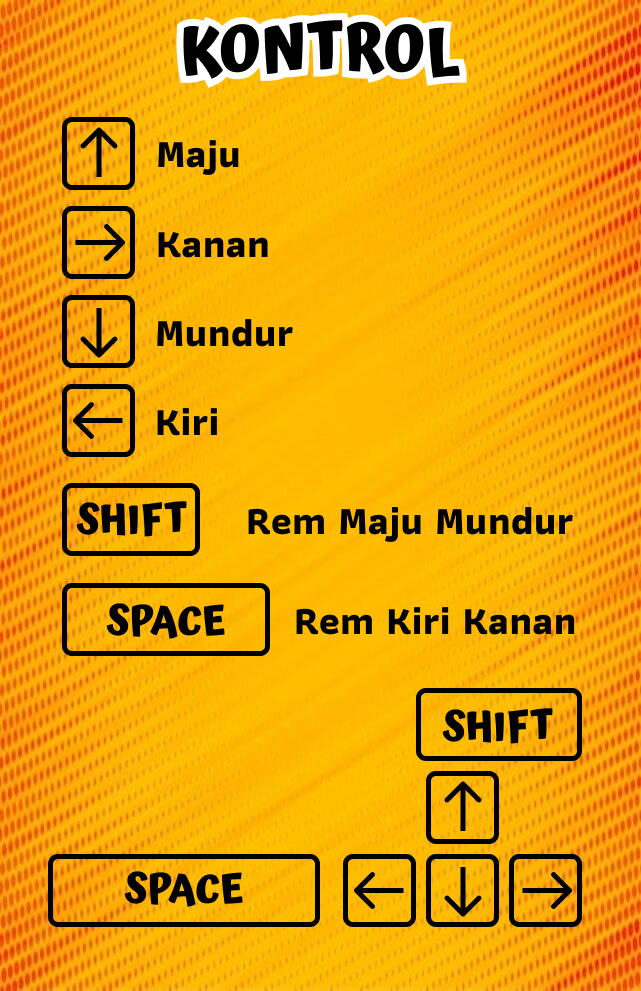 KONTROL
↑ Maju
→ Kanan
↓ Mundur
← Kiri
SHIFT Rem Maju Mundur
SPACE Rem Kiri Kanan
SHIFT
↑
SPACE ← ↓ →